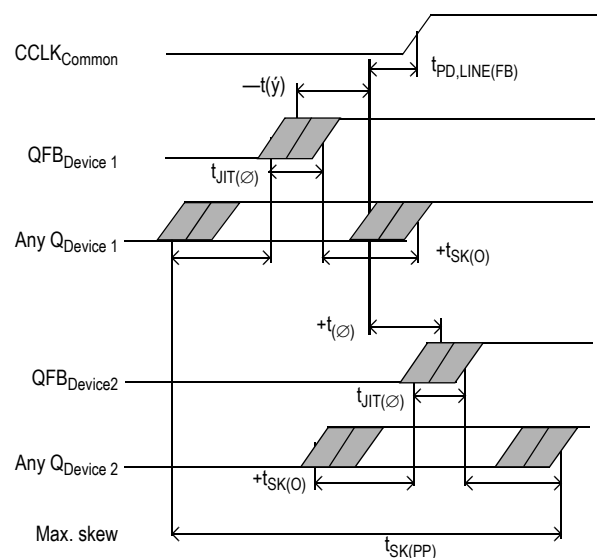 CCLKCommon
tPD,LINE(FB)
—t(ý)
QFBDevice 1
tJIT(∅)
Any QDevice 1
+tSK(O)
+t(∅)
QFBDevice2
tJIT(∅)
Any QDevice 2
+tSK(O)
Max. skew
tSK(PP)